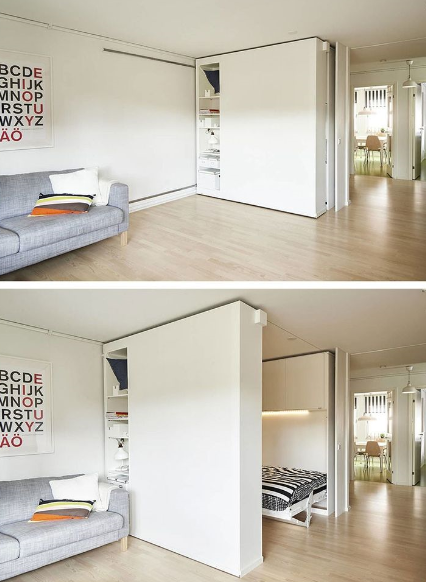 BCDE
GHIJK
MNOP
RSTU
WXYZ
ÄÖ
BCDE
GHIJK
MNOP
RSTU
WXYZ
ÄÖ